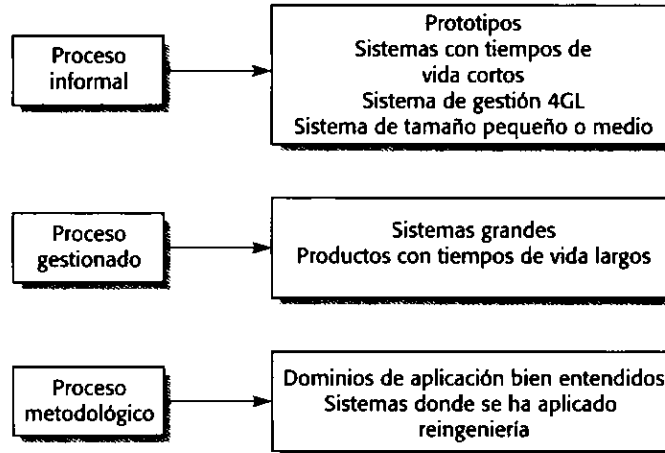 Proceso
informal
Prototipos
Sistemas con tiempos de
vida cortos
Sistema de gestión 4GL
Sistema de tamaño pequeño o medio
Proceso
gestionado
Sistemas grandes
Productos con tiempos de vida largos
Proceso
metodológico
Dominios de aplicación bien entendidos
Sistemas donde se ha aplicado
reingeniería